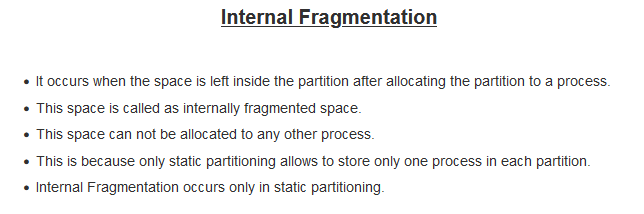 Internal Fragmentation
• It occurs when the space is left inside the partition after allocating the partition to a process.
• This space is called as internally fragmented space.
• This space can not be allocated to any other process.
• This is because only static partitioning allows to store only one process in each partition.
• Internal Fragmentation occurs only in static partitioning.